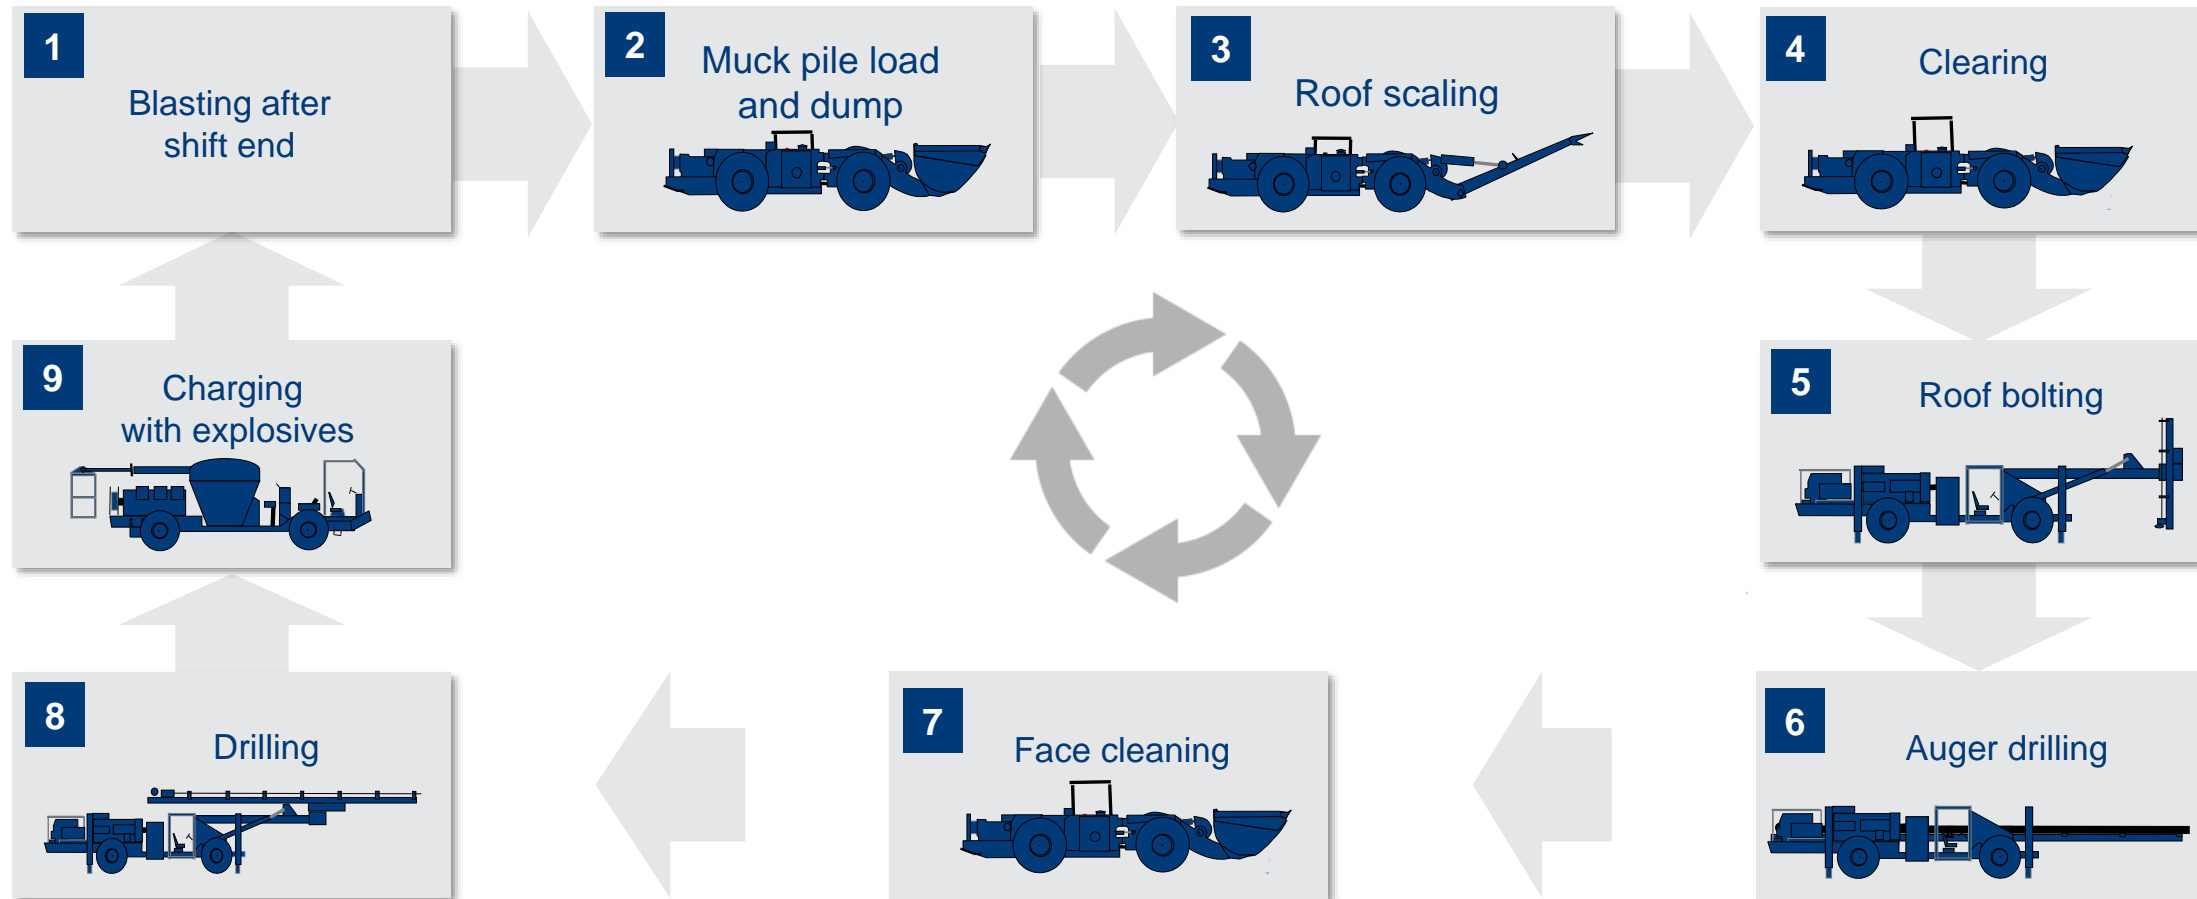 1
Blasting after
shift end
2
Muck pile load
and dump
3
Roof scaling
4
Clearing
5
Roof bolting
6
Auger drilling
7
Face cleaning
8
Drilling
9
Charging
with explosives